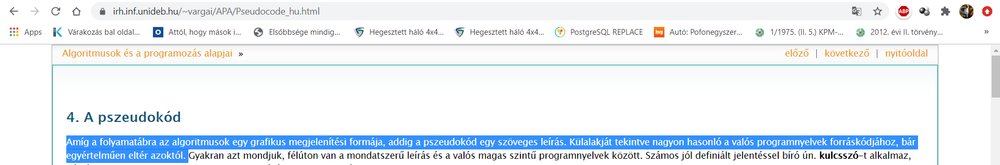 irh.inf.unideb.hu/~vargai/APA/Pseudocode_hu.html
ABP
Apps Várakozás bal oldal... Attól, hogy mások i... Elsőbbsége mindig... Hegesztett háló 4x4... Hegesztett háló 4x4... PostgreSQL REPLACE hvg Autó: Pofonegyszer... 1/1975. (II. 5.) KPM-... 2012. évi II. törvény... »
Algoritmusok és a programozás alapjai » előző | következő | nyitóoldal
4. A pszeudokód
Amíg a folyamatábra az algoritmusok egy grafikus megjelenítési formája, addig a pszeudokód egy szöveges leírás. Külalakját tekintve nagyon hasonló a valós programnyelvek forráskódjához, bár
egyértelműen eltér azoktól. Gyakran azt mondjuk, félúton van a mondatszerű leírás és a valós magas szintű programnyelvek között. Számos jól definiált jelentéssel bíró ún. kulcsszó-t alkalmaz,